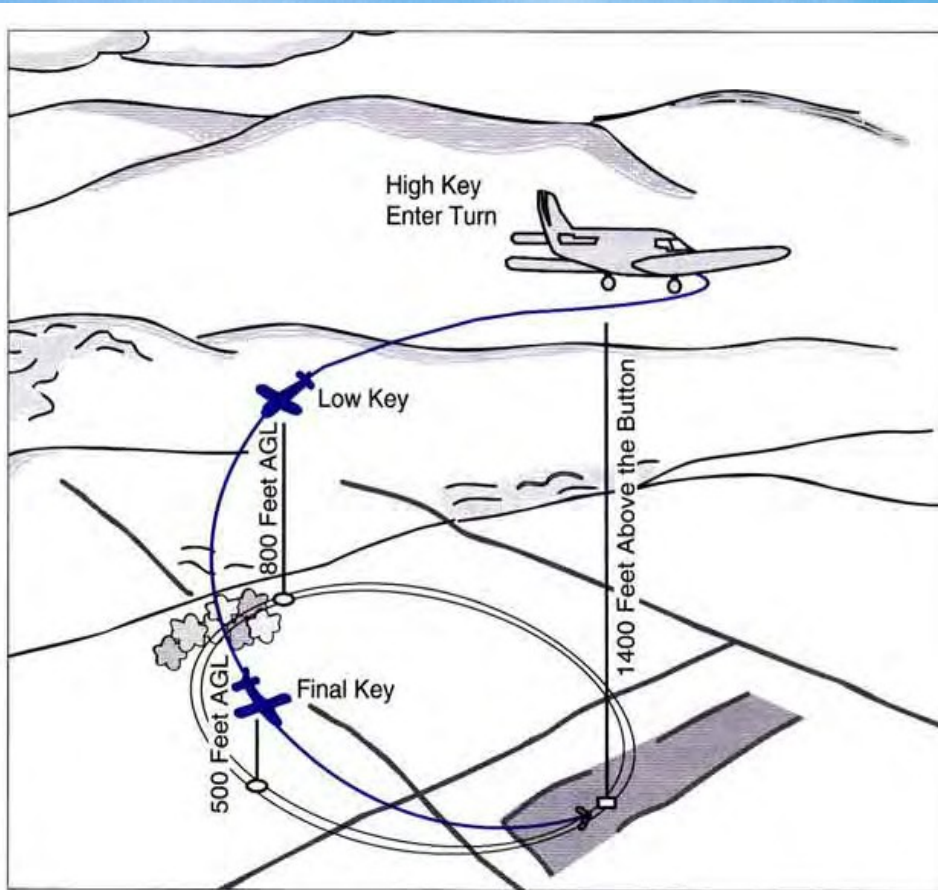 High Key
Enter Turn
Low Key
800 Feet AGL
1400 Feet Above the Button
Final Key
500 Feet AGL